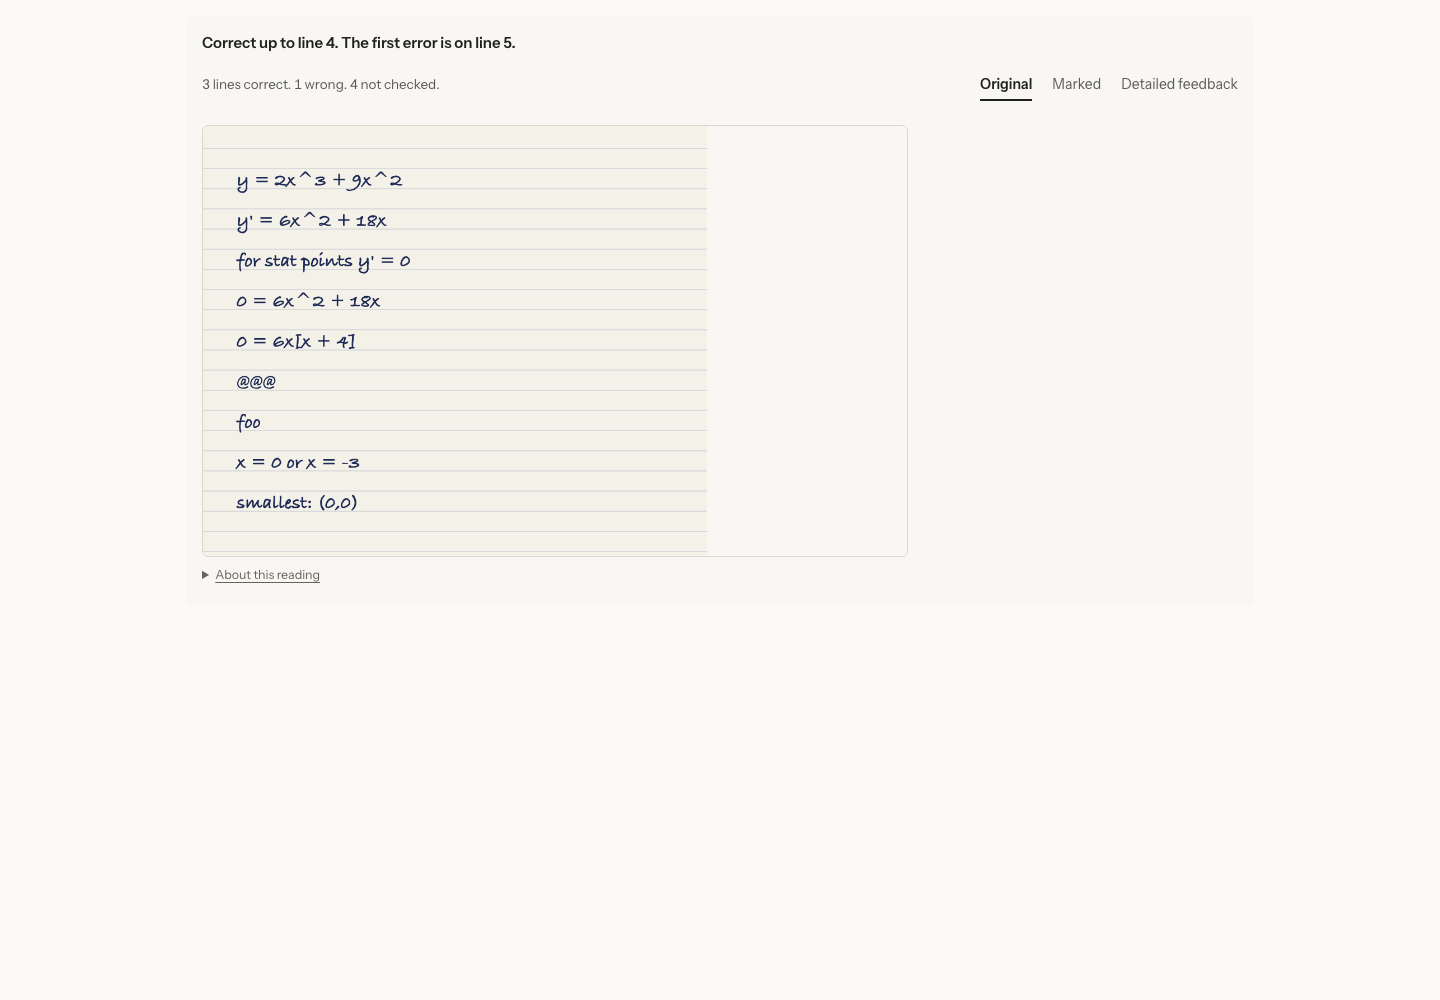 Correct up to line 4. The first error is on line 5.
3 lines correct. 1 wrong. 4 not checked.
Original Marked Detailed feedback
y = 2x^3 + 9x^2
y' = 6x^2 + 18x
for stat points y' = 0
0 = 6x^2 + 18x
0 = 6x[x + 4]
@@@
foo
x = 0 or x = -3
smallest: (0,0)
About this reading